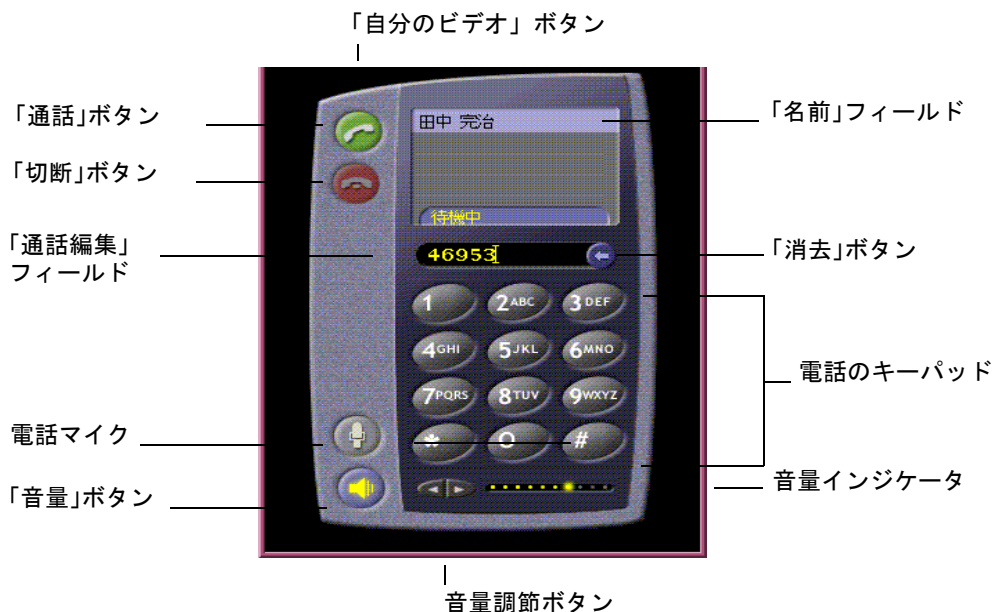 「自分のビデオ」ボタン
「通話」ボタン
「名前」フィールド
田中 完治
「切断」ボタン
待機中
「通話編集」
フィールド
46953
「消去」ボタン
1 2ABC 3DEF
4GHI 5JKL 6MNO
電話のキーパッド
7PQRS 8TUV 9WXYZ
電話マイク
* 0 #
音量インジケータ
「音量」ボタン
音量調節ボタン